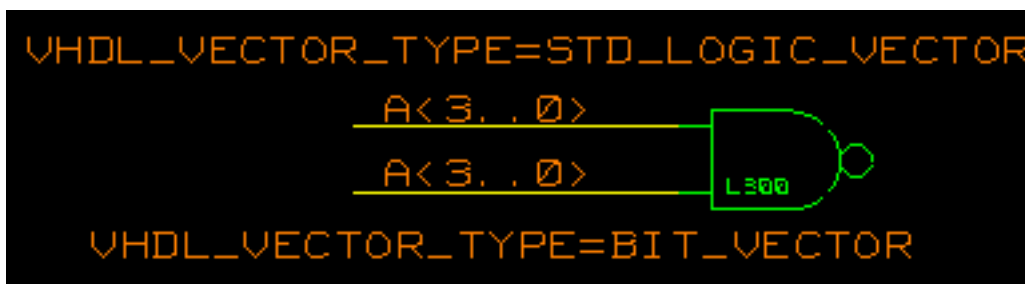 VHDL_VECTOR_TYPE=STD_LOGIC_VECTOR
A<3..0>
A<3..0>
L300
VHDL_VECTOR_TYPE=BIT_VECTOR